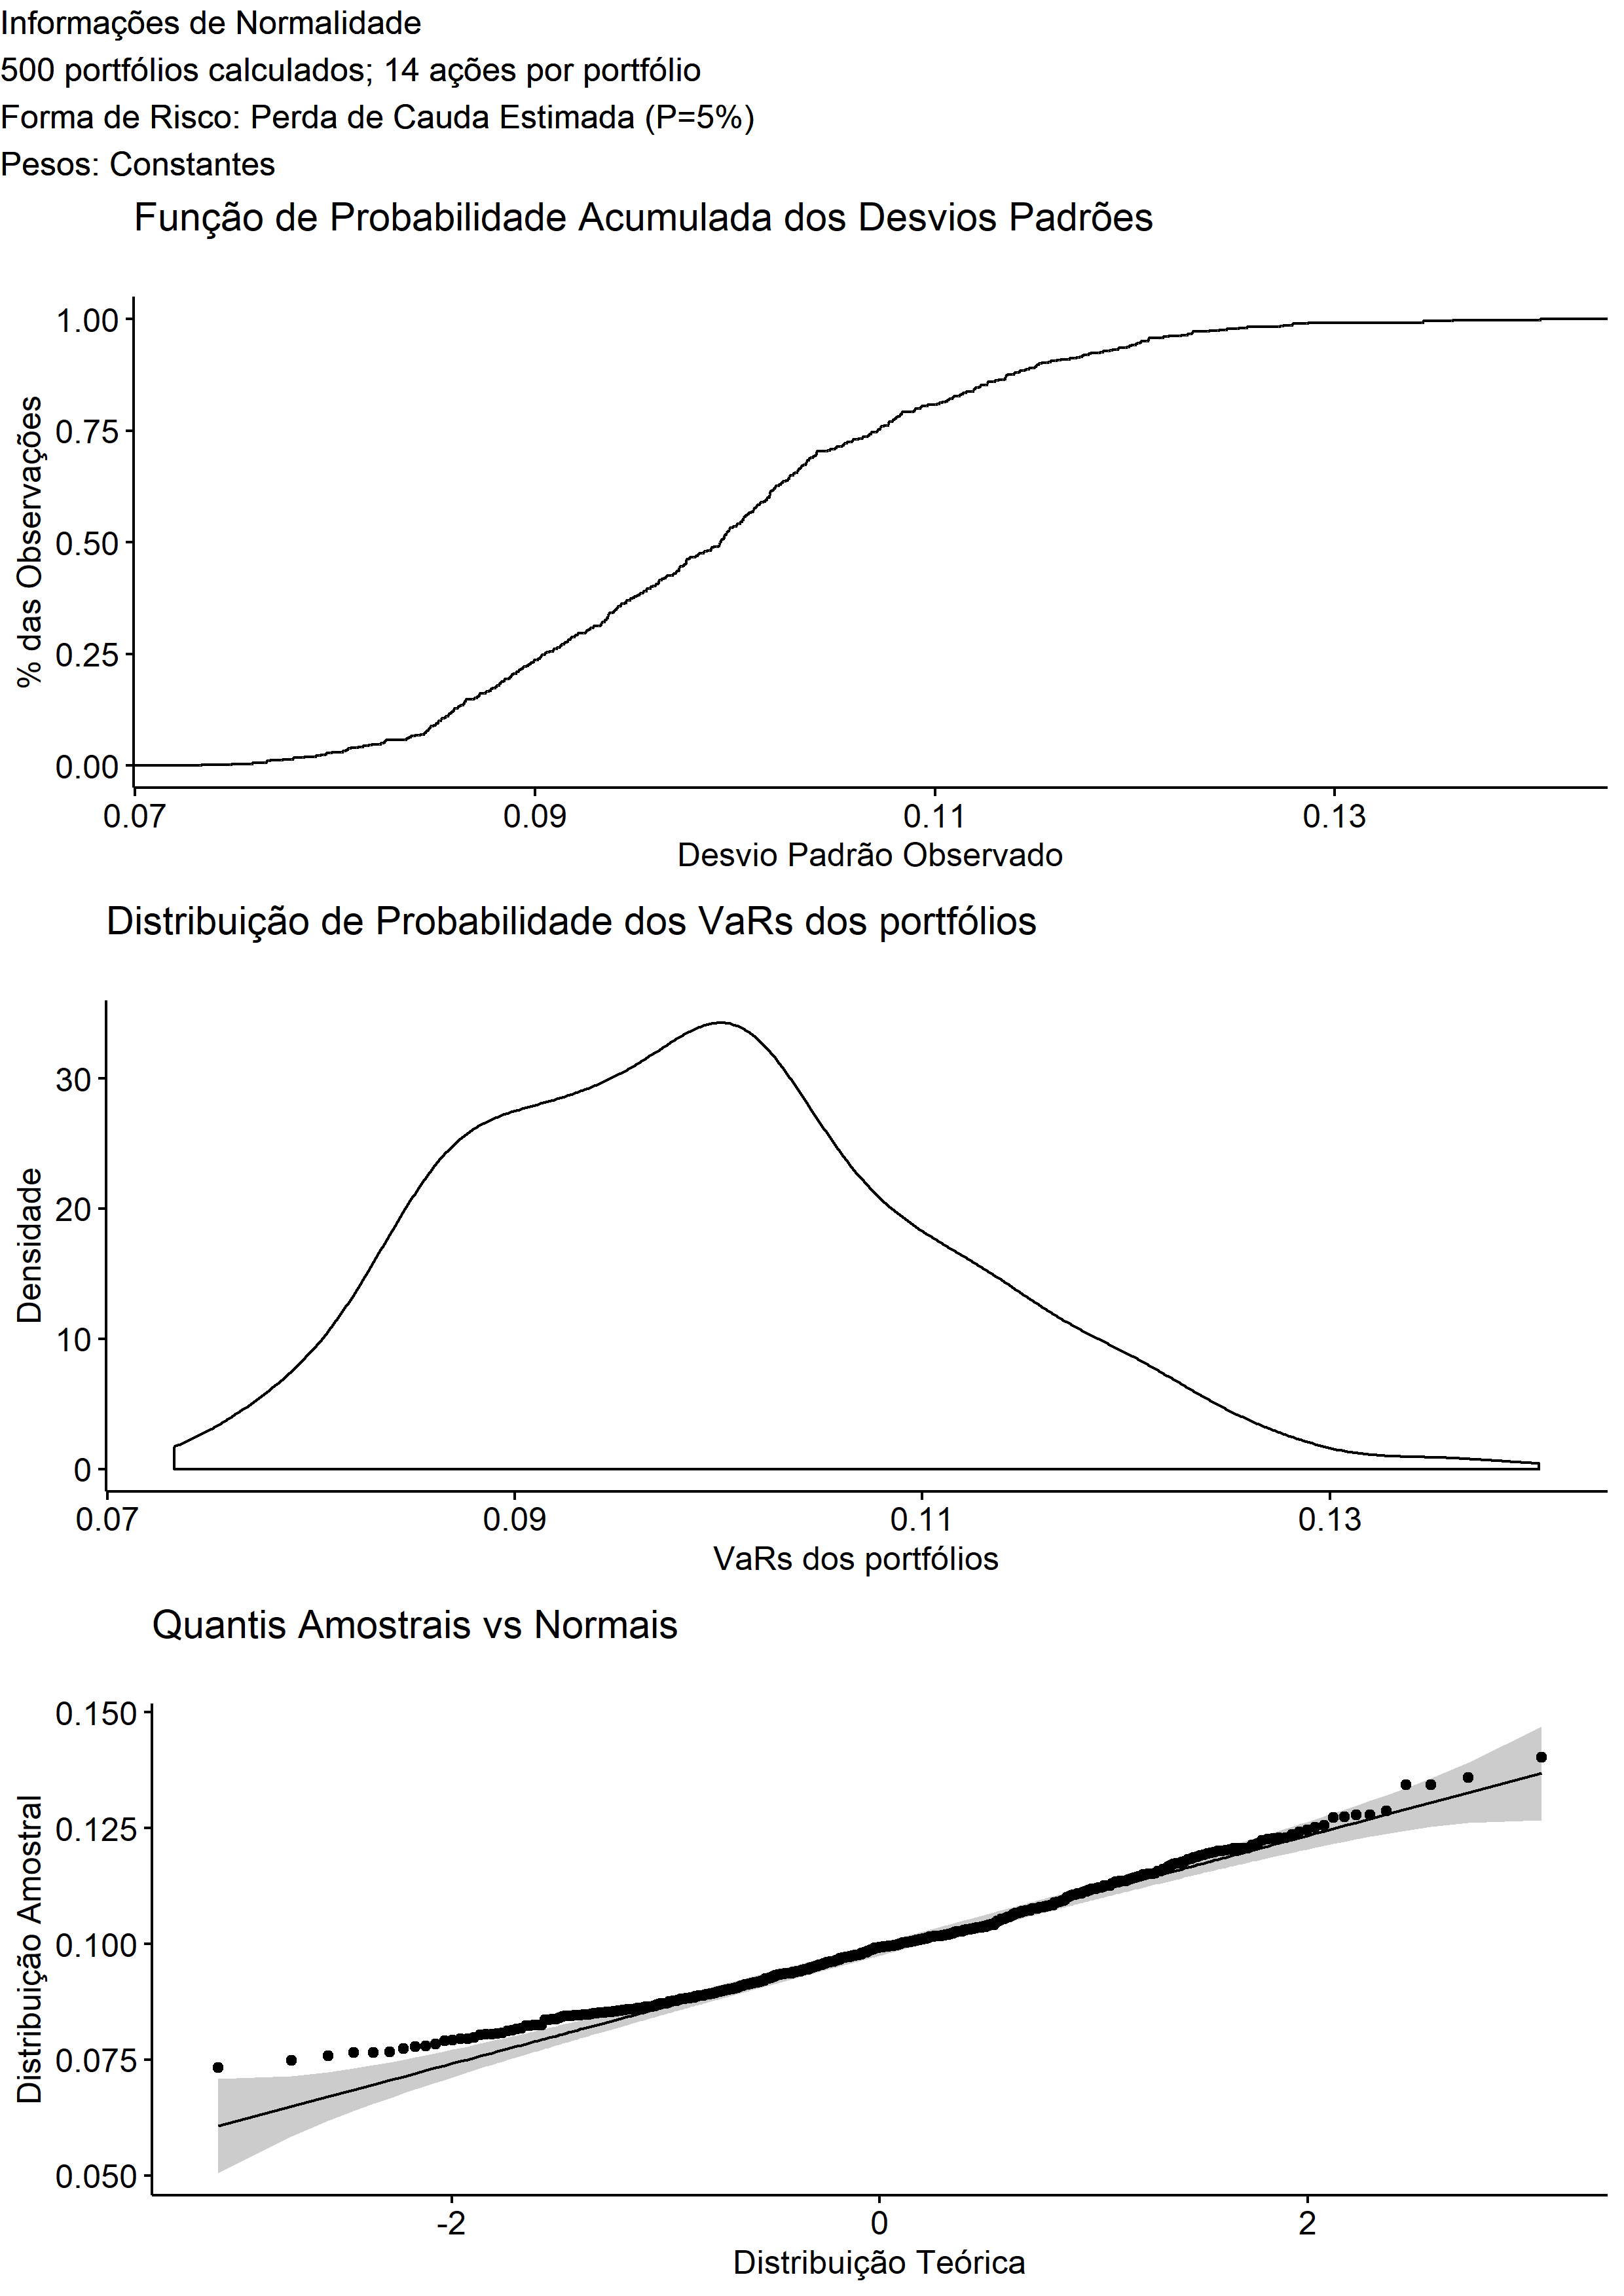 Informações de Normalidade
500 portfólios calculados; 14 ações por portfólio
Forma de Risco: Perda de Cauda Estimada (P=5%)
Pesos: Constantes
Função de Probabilidade Acumulada dos Desvios Padrões
1.00
0.75
0.50
0.25
0.00
% das Observações
0.07 0.09 0.11 0.13
Desvio Padrão Observado
Distribuição de Probabilidade dos VaRs dos portfólios
30
20
10
0
Densidade
0.07 0.09 0.11 0.13
VaRs dos portfólios
Quantis Amostrais vs Normais
0.150
0.125
0.100
0.075
0.050
Distribuição Amostral
-2 0 2
Distribuição Teórica